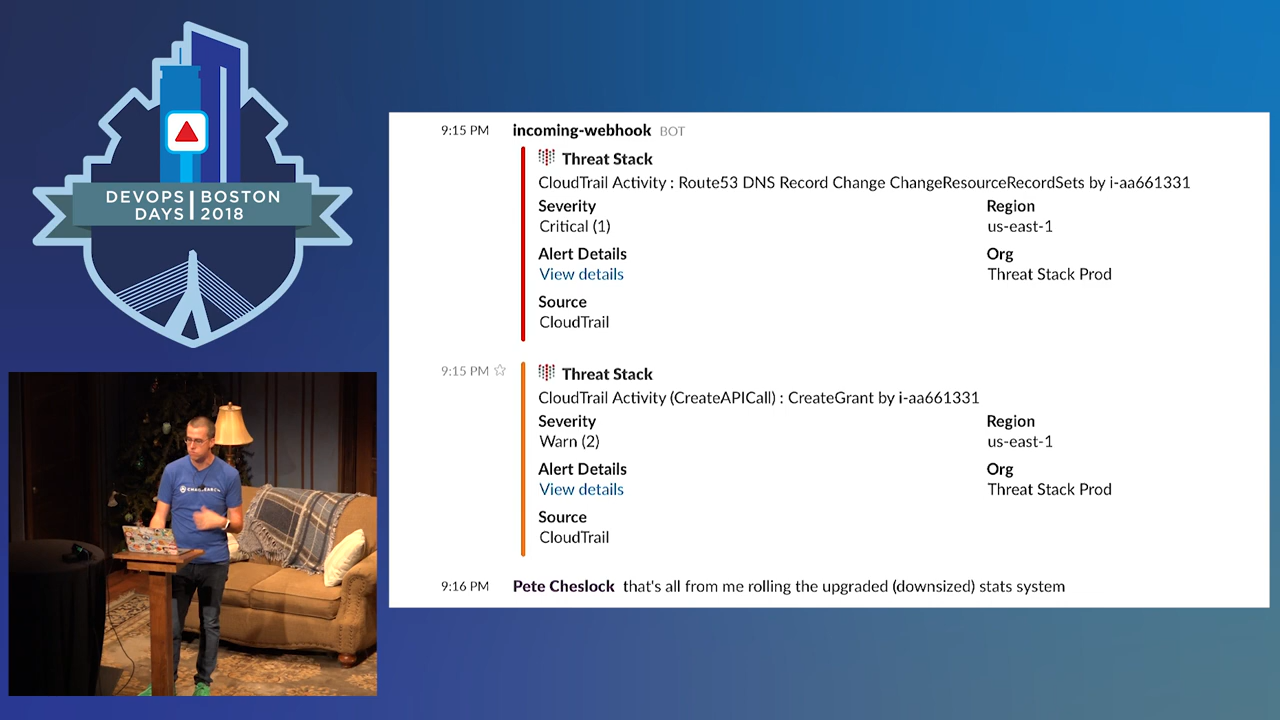 DEVOPS BOSTON
DAYS 2018
9:15 PM incoming-webhook BOT
Threat Stack
CloudTrail Activity : Route53 DNS Record Change ChangeResourceRecordSets by i-aa661331
Severity Region
Critical (1) us-east-1
Alert Details Org
View details Threat Stack Prod
Source
CloudTrail
9:15 PM
Threat Stack
CloudTrail Activity (CreateAPICall) : CreateGrant by i-aa661331
Severity Region
Warn (2) us-east-1
Alert Details Org
View details Threat Stack Prod
Source
CloudTrail
9:16 PM Pete Cheslock that's all from me rolling the upgraded (downsized) stats system